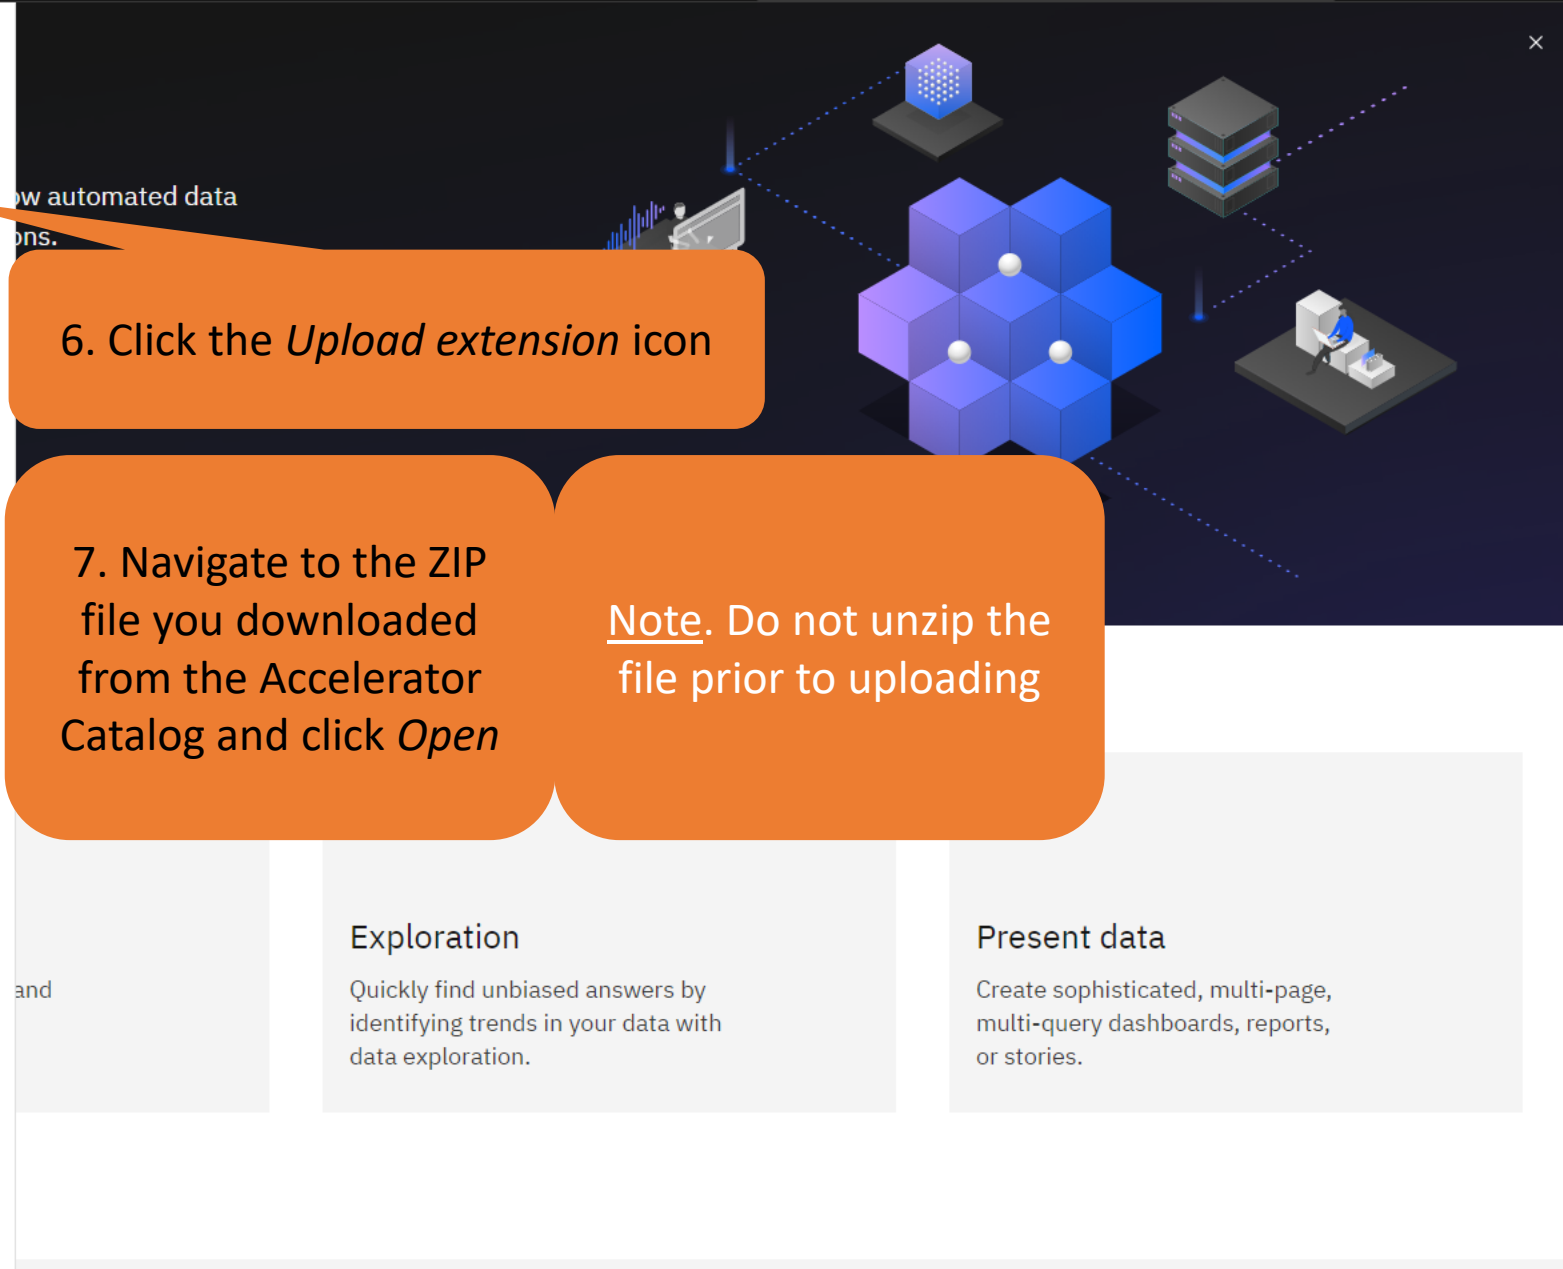 ow automated data
ons.
6. Click the Upload extension icon
7. Navigate to the ZIP
file you downloaded
from the Accelerator
Catalog and click Open
Note. Do not unzip the
file prior to uploading
and
Exploration
Quickly find unbiased answers by
identifying trends in your data with
data exploration.
Present data
Create sophisticated, multi-page,
multi-query dashboards, reports,
or stories.